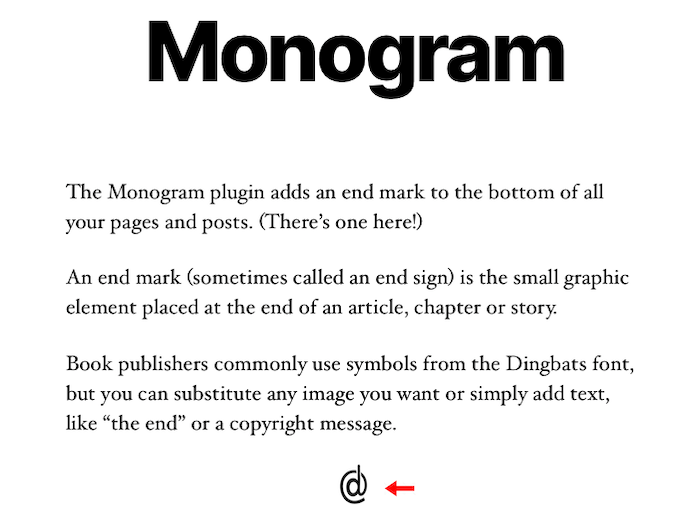 Monogram
The Monogram plugin adds an end mark to the bottom of all
your pages and posts. (There’s one here!)
An end mark (sometimes called an end sign) is the small graphic
element placed at the end of an article, chapter or story.
Book publishers commonly use symbols from the Dingbats font,
but you can substitute any image you want or simply add text,
like “the end” or a copyright message.